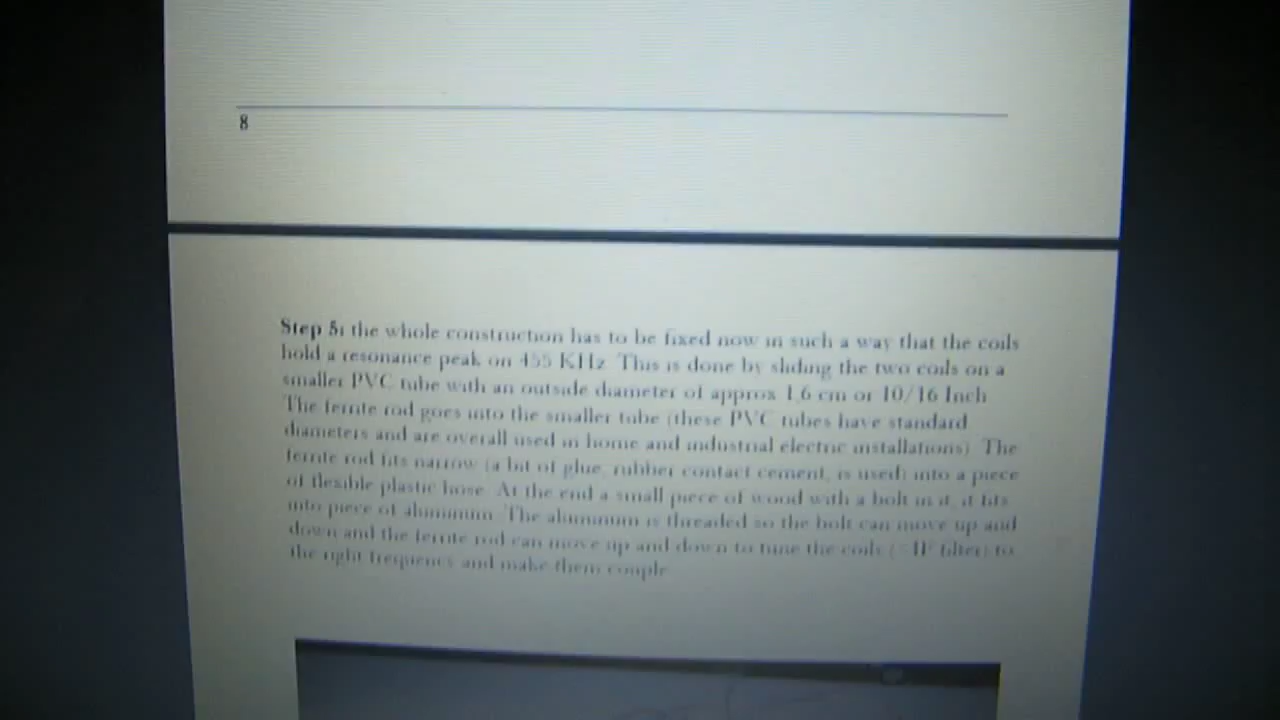 8
Step 5: the whole construction has to be fixed now in such a way that the coils
hold a resonance peak on 455 KHz. This is done by sliding the two coils on a
smaller PVC tube with an outside diameter of approx 1,6 cm or 10/16 Inch
The ferrite rod goes into the smaller tube (these PVC tubes have standard
diameters and are overall used in home and industrial electric installations). The
ferrite rod fits narrow (a bit of glue, rubber contact cement, is used) into a piece
of flexible plastic hose. At the end a small piece of wood with a bolt in it, it fits
into piece of aluminum. The aluminum is threaded so the bolt can move up and
down and the ferrite rod can move up and down to tune the coils (= IF filter) to
the right frequency and make them couple